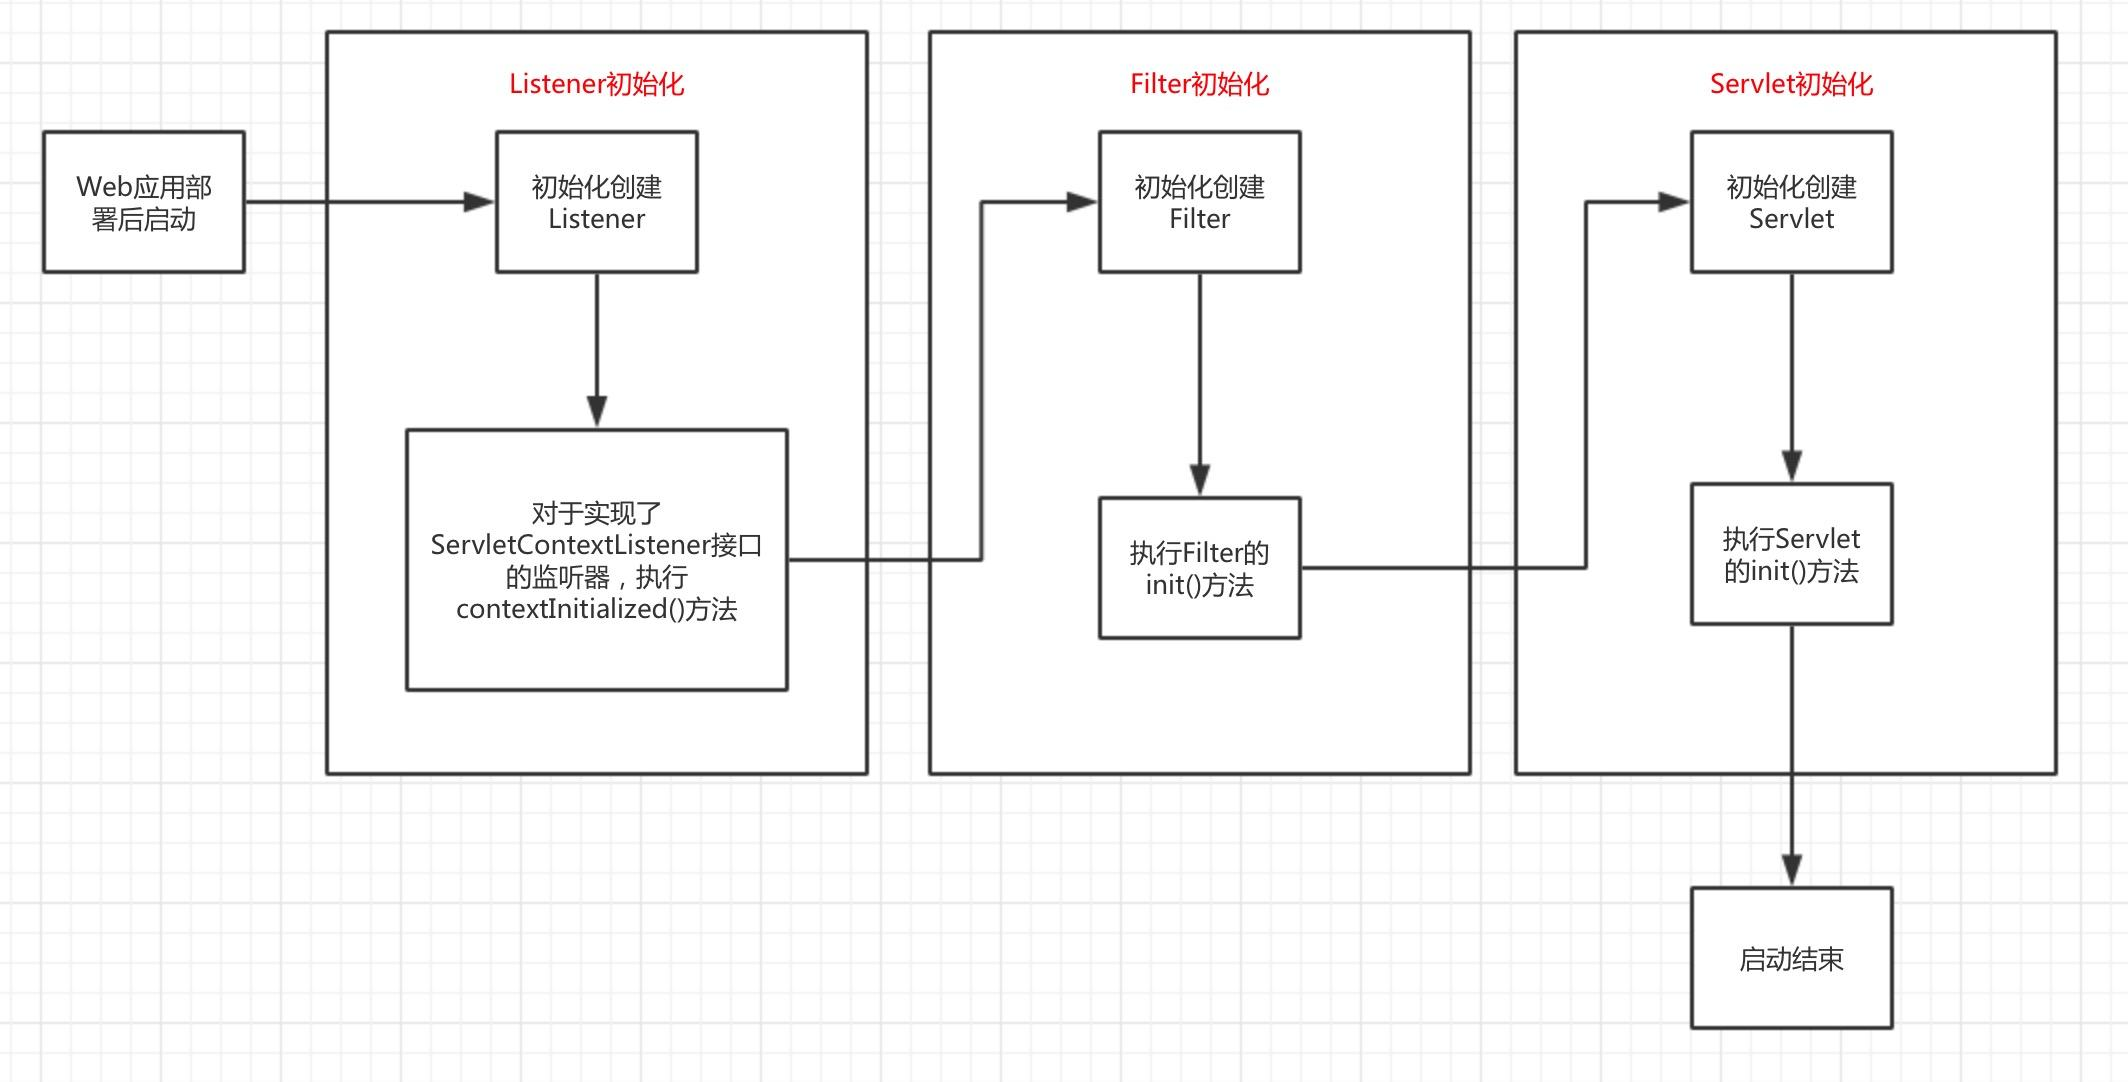 Web应用部
署后启动
Listener初始化
初始化创建
Listener
对于实现了
ServletContextListener接口
的监听器，执行
contextInitialized()方法
Filter初始化
初始化创建
Filter
执行Filter的
init()方法
Servlet初始化
初始化创建
Servlet
执行Servlet
的init()方法
启动结束